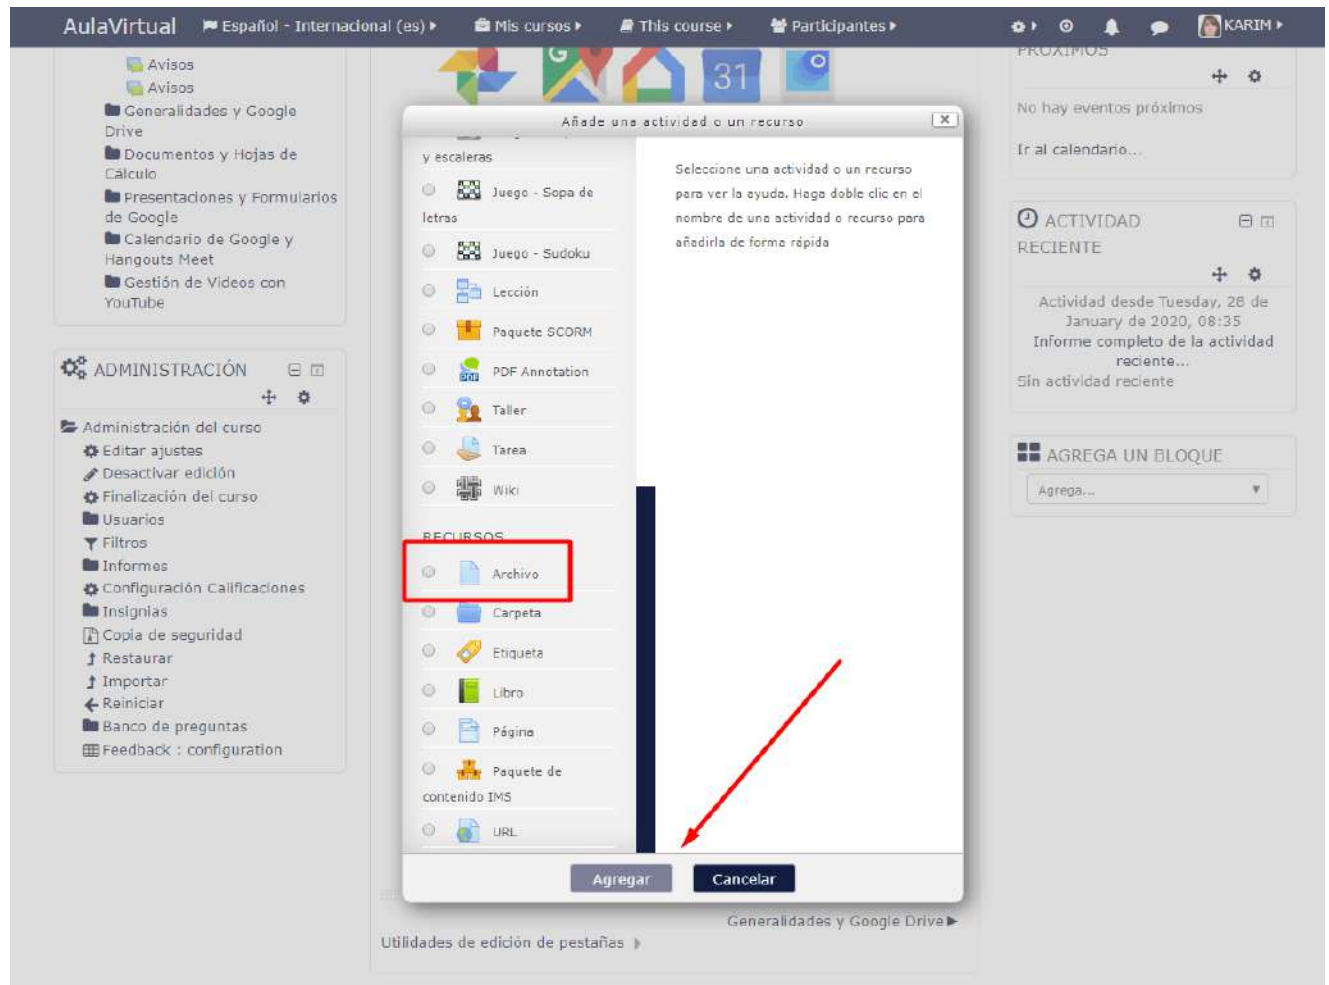 AulaVirtual
Español - Internacional (es)
Mis cursos
This course
Participantes
KARIM
Avisos
Avisos
Generalidades y Google
Drive
Documentos y Hojas de
Cálculo
Presentaciones y Formularios
de Google
Calendario de Google y
Hangouts Meet
Gestión de Videos con
YouTube
ADMINISTRACIÓN
Administración del curso
Editar ajustes
Desactivar edición
Finalización del curso
Usuarios
Filtros
Informes
Configuración Calificaciones
Insignias
Copia de seguridad
Restaurar
Importar
Reiniciar
Banco de preguntas
Feedback : configuration
G
31
Añade una actividad o un recurso
y escaleras
Juego - Sopa de
letras
Juego - Sudoku
Lección
Paquete SCORM
PDF Annotation
Taller
Tarea
Wiki
RECURSOS
Archivo
Carpeta
Etiqueta
Libro
Página
Paquete de
contenido IMS
URL
Seleccione una actividad o un recurso
para ver la ayuda. Haga doble clic en el
nombre de una actividad o recurso para
añadirla de forma rápida
Agregar
Cancelar
Generalidades y Google Drive
Utilidades de edición de pestañas
PRÓXIMOS
No hay eventos próximos
Ir al calendario...
ACTIVIDAD
RECIENTE
Actividad desde Tuesday, 28 de
January de 2020, 08:35
Informe completo de la actividad
reciente...
Sin actividad reciente
AGREGA UN BLOQUE
Agrega...